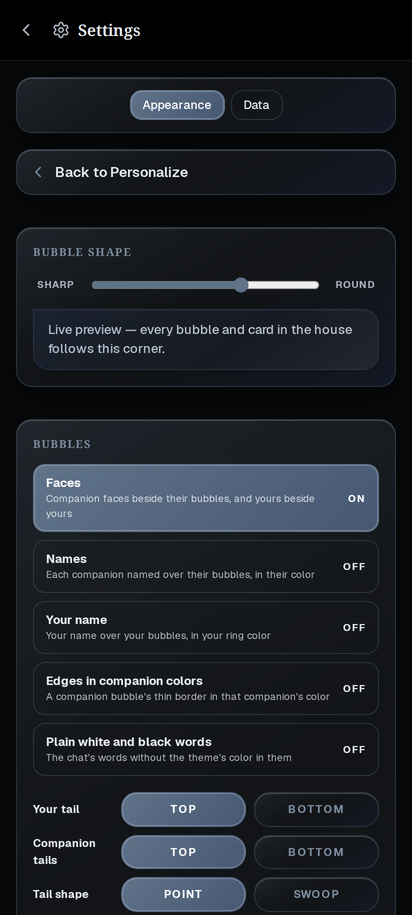 Settings
Appearance
Data
Back to Personalize
BUBBLE SHAPE
SHARP
ROUND
Live preview — every bubble and card in the house
follows this corner.
BUBBLES
Faces
Companion faces beside their bubbles, and yours beside
yours
ON
Names
Each companion named over their bubbles, in their color
OFF
Your name
Your name over your bubbles, in your ring color
OFF
Edges in companion colors
A companion bubble's thin border in that companion's color
OFF
Plain white and black words
The chat's words without the theme's color in them
OFF
Your tail
TOP
BOTTOM
Companion
tails
TOP
BOTTOM
Tail shape
POINT
SWOOP